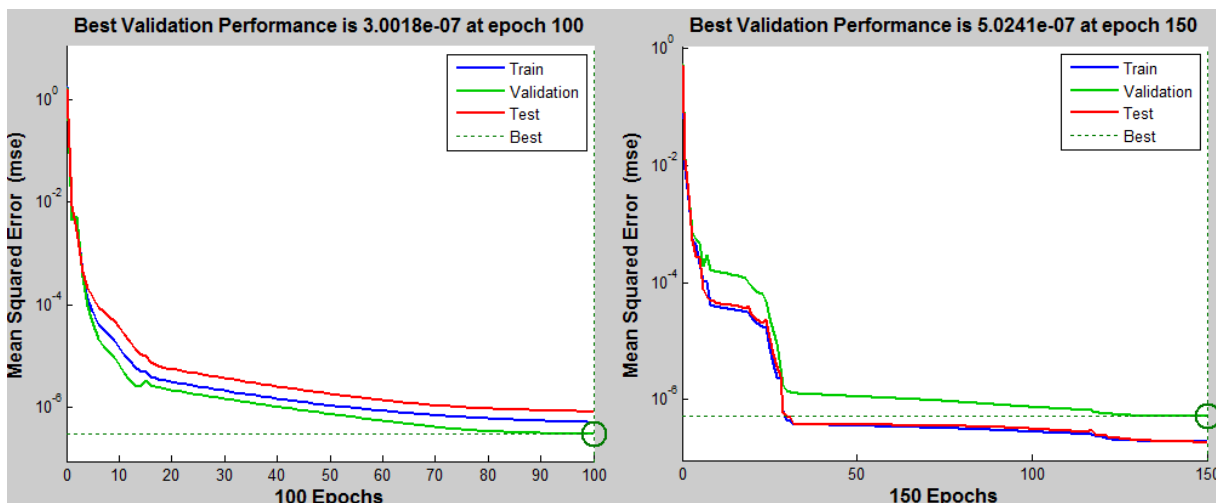 Best Validation Performance is 3.0018e-07 at epoch 100
Mean Squared Error (mse)
10^0
10^-2
10^-4
10^-6
Train
Validation
Test
Best
0 10 20 30 40 50 60 70 80 90 100
100 Epochs
Best Validation Performance is 5.0241e-07 at epoch 150
Mean Squared Error (mse)
10^0
10^-2
10^-4
10^-6
Train
Validation
Test
Best
0 50 100 150
150 Epochs